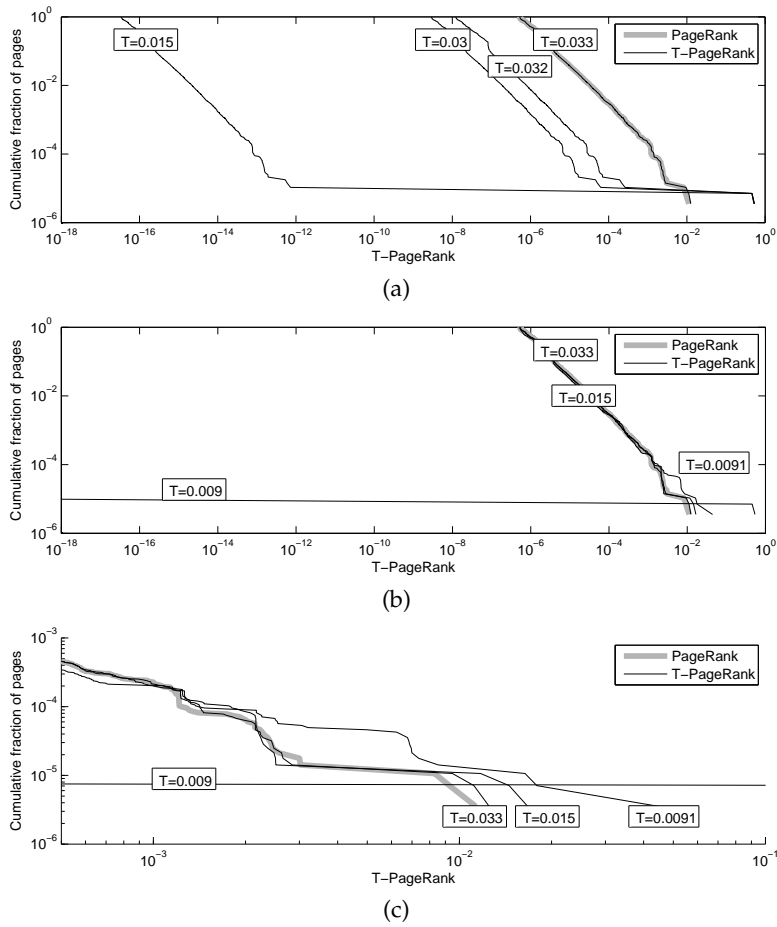 10^0
10^−2
10^−4
10^−6
Cumulative fraction of pages
T=0.015
T=0.03
T=0.032
T=0.033
PageRank
T−PageRank
10^−18
10^−16
10^−14
10^−12
10^−10
10^−8
10^−6
10^−4
10^−2
10^0
T−PageRank
(a)
10^0
10^−2
10^−4
10^−6
Cumulative fraction of pages
T=0.033
T=0.015
T=0.0091
T=0.009
PageRank
T−PageRank
10^−18
10^−16
10^−14
10^−12
10^−10
10^−8
10^−6
10^−4
10^−2
10^0
T−PageRank
(b)
10^−3
10^−4
10^−5
10^−6
Cumulative fraction of pages
PageRank
T−PageRank
T=0.009
T=0.033
T=0.015
T=0.0091
10^−3
10^−2
10^−1
T−PageRank
(c)